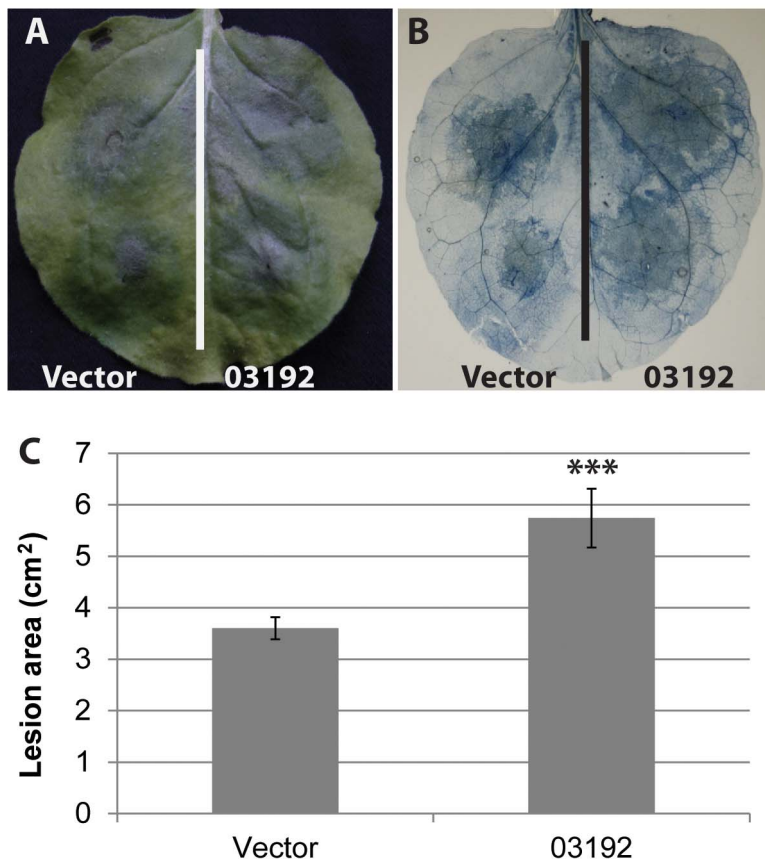 A
B
Vector 03192
Vector 03192
C
7
***
6
5
4
3
2
1
0
Lesion area (cm²)
Vector 03192